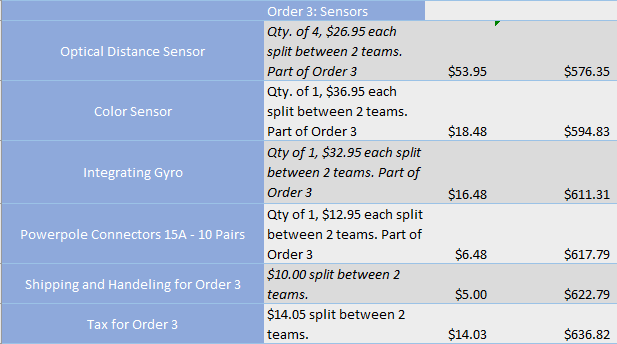 Order 3: Sensors
Optical Distance Sensor
Qty. of 4, $26.95 each
split between 2 teams.
Part of Order 3
$53.95
$576.35
Color Sensor
Qty. of 1, $36.95 each
split between 2 teams.
Part of Order 3
$18.48
$594.83
Integrating Gyro
Qty of 1, $32.95 each split
between 2 teams. Part of
Order 3
$16.48
$611.31
Powerpole Connectors 15A - 10 Pairs
Qty of 1, $12.95 each split
between 2 teams. Part of
Order 3
$6.48
$617.79
Shipping and Handeling for Order 3
$10.00 split between 2
teams.
$5.00
$622.79
Tax for Order 3
$14.05 split between 2
teams.
$14.03
$636.82